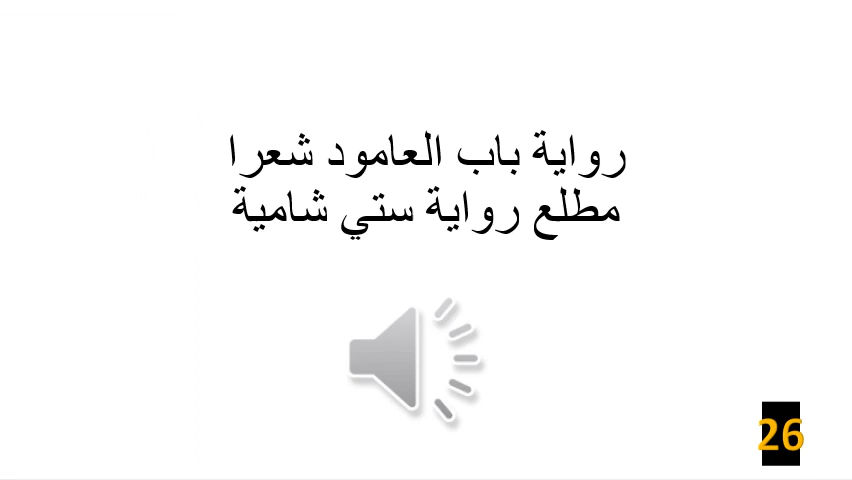 رواية باب العامود شعرا
مطلع رواية ستي شامية
26